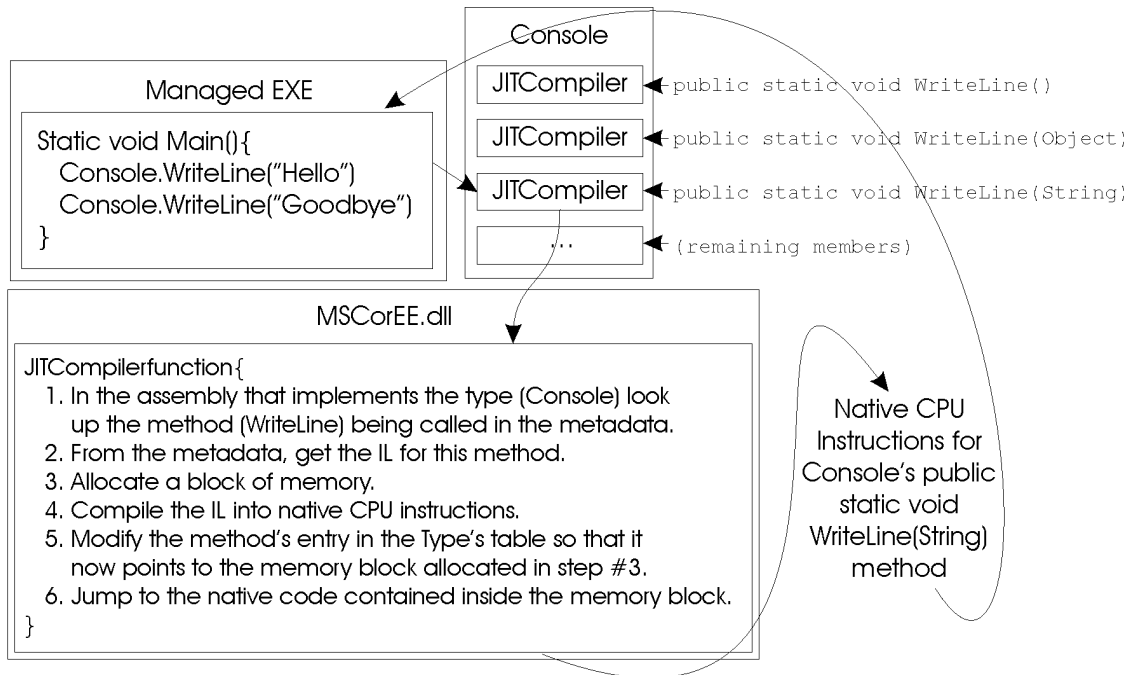 Console
JITCompiler
public static void WriteLine()
JITCompiler
public static void WriteLine(Object)
JITCompiler
public static void WriteLine(String)
...
(remaining members)
Managed EXE
Static void Main(){
Console.WriteLine("Hello")
Console.WriteLine("Goodbye")
}
MSCorEE.dll
JITCompilerfunction{
1. In the assembly that implements the type (Console) look
up the method (WriteLine) being called in the metadata.
2. From the metadata, get the IL for this method.
3. Allocate a block of memory.
4. Compile the IL into native CPU instructions.
5. Modify the method's entry in the Type's table so that it
now points to the memory block allocated in step #3.
6. Jump to the native code contained inside the memory block.
}
Native CPU
Instructions for
Console's public
static void
WriteLine(String)
method